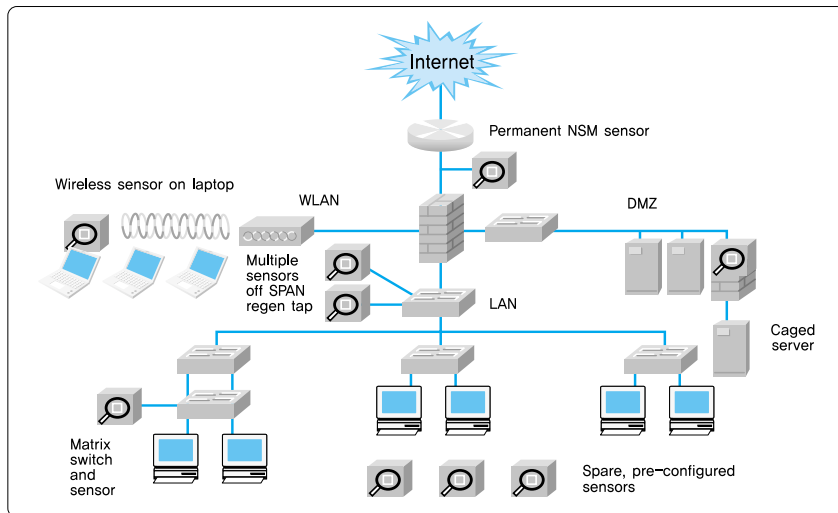 Internet
Permanent NSM sensor
Wireless sensor on laptop
WLAN
DMZ
Multiple
sensors
off SPAN
regen tap
LAN
Caged
server
Matrix
switch
and
sensor
Spare, pre-configured
sensors